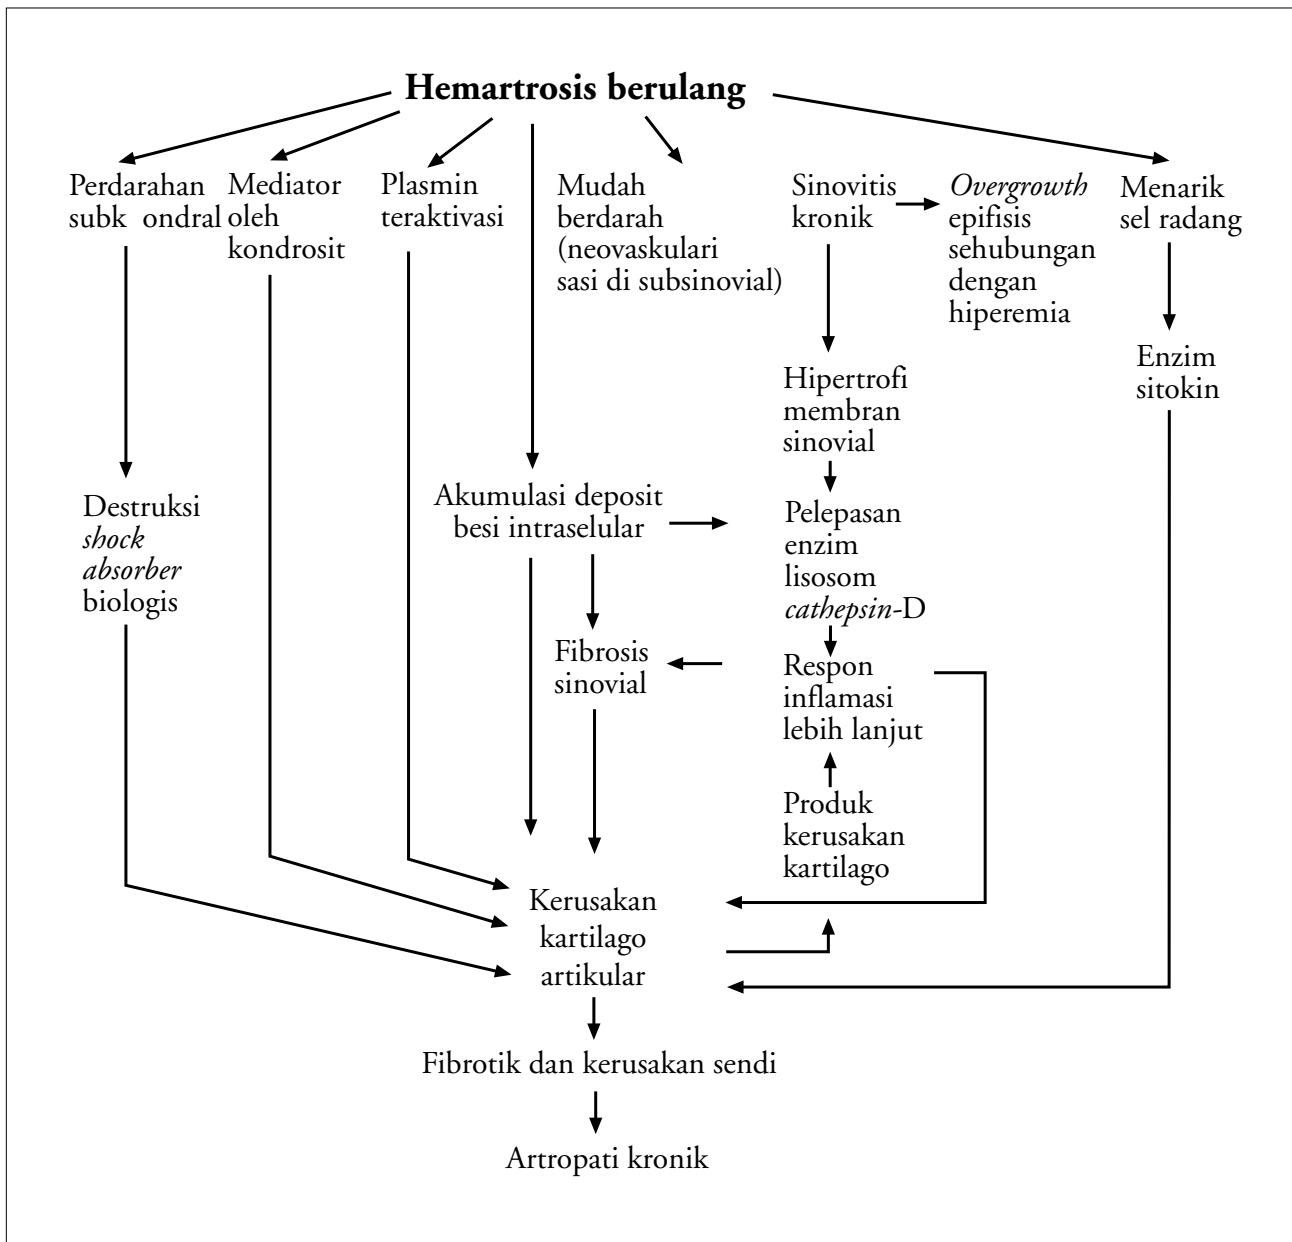 Hemartrosis berulang
Perdarahan
subk ondral
Mediator
oleh
kondrosit
Plasmin
teraktivasi
Mudah
berdarah
(neovaskulari
sasi di subsinovial)
Sinovitis
kronik
Overgrowth
epifisis
sehubungan
dengan
hiperemia
Menarik
sel radang
Enzim
sitokin
Hipertrofi
membran
sinovial
Akumulasi deposit
besi intraselular
Destruksi
shock
absorber
biologis
Pelepasan
enzim
lisosom
cathepsin-D
Fibrosis
sinovial
Respon
inflamasi
lebih lanjut
Produk
kerusakan
kartilago
Kerusakan
kartilago
artikular
Fibrotik dan kerusakan sendi
Artropati kronik